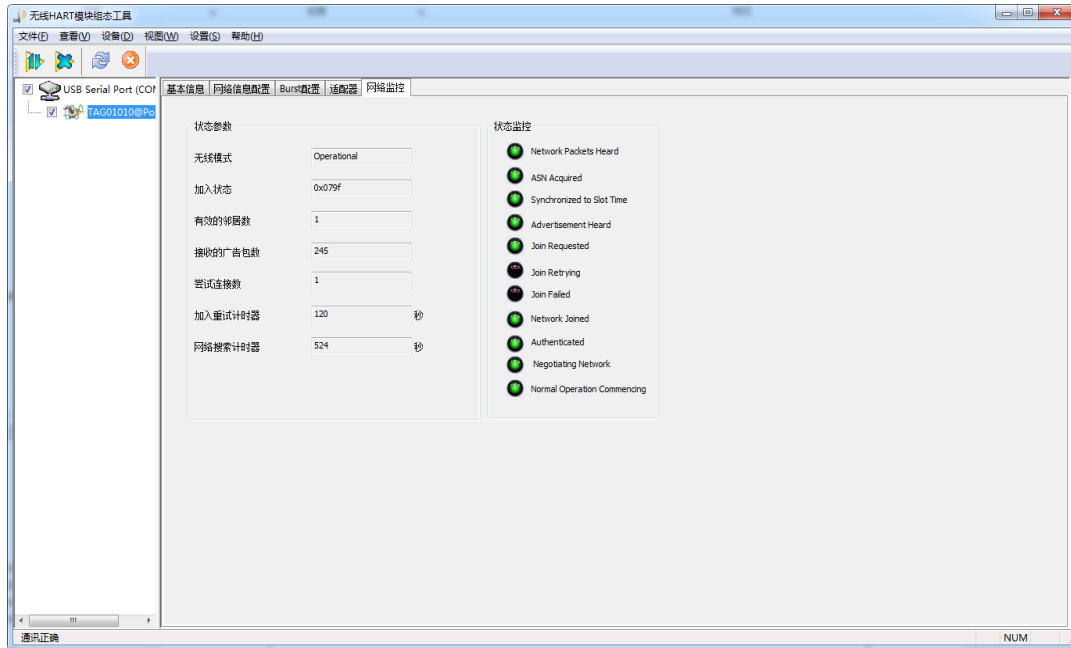 无线HART模块组态工具
文件(F) 查看(V) 设备(D) 视图(W) 设置(S) 帮助(H)
USB Serial Port (CO
TAG01010@Po
基本信息 网络信息配置 Burst配置 适配器 网络监控
状态参数
无线模式 Operational
加入状态 0x079f
有效的邻居数 1
接收的广告包数 245
尝试连接数 1
加入重试计时器 120 秒
网络搜索计时器 524 秒
状态监控
Network Packets Heard
ASN Acquired
Synchronized to Slot Time
Advertisement Heard
Join Requested
Join Retrying
Join Failed
Network Joined
Authenticated
Negotiating Network
Normal Operation Commencing
通讯正确 NUM